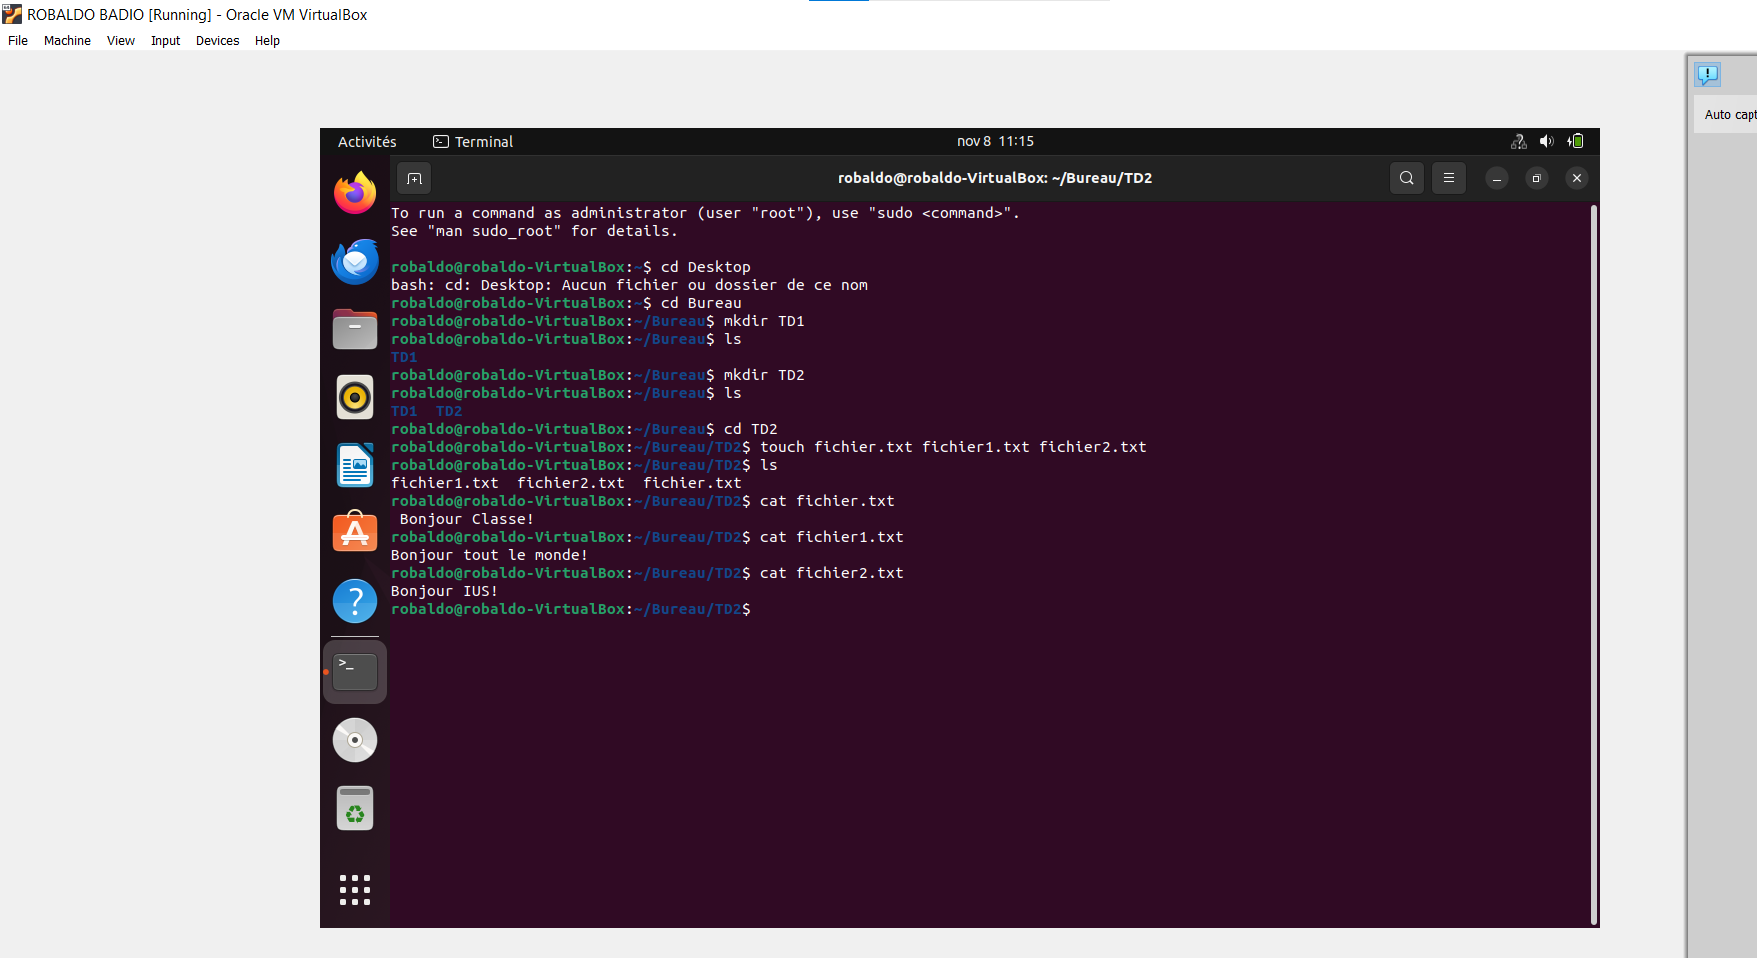 ROBALDO BADIO [Running] - Oracle VM VirtualBox
File Machine View Input Devices Help
Auto capt
Activités Terminal nov 8 11:15
robaldo@robaldo-VirtualBox: ~/Bureau/TD2
To run a command as administrator (user "root"), use "sudo <command>".
See "man sudo_root" for details.
robaldo@robaldo-VirtualBox:~$ cd Desktop
bash: cd: Desktop: Aucun fichier ou dossier de ce nom
robaldo@robaldo-VirtualBox:~$ cd Bureau
robaldo@robaldo-VirtualBox:~/Bureau$ mkdir TD1
robaldo@robaldo-VirtualBox:~/Bureau$ ls
TD1
robaldo@robaldo-VirtualBox:~/Bureau$ mkdir TD2
robaldo@robaldo-VirtualBox:~/Bureau$ ls
TD1  TD2
robaldo@robaldo-VirtualBox:~/Bureau$ cd TD2
robaldo@robaldo-VirtualBox:~/Bureau/TD2$ touch fichier.txt fichier1.txt fichier2.txt
robaldo@robaldo-VirtualBox:~/Bureau/TD2$ ls
fichier1.txt  fichier2.txt  fichier.txt
robaldo@robaldo-VirtualBox:~/Bureau/TD2$ cat fichier.txt
 Bonjour Classe!
robaldo@robaldo-VirtualBox:~/Bureau/TD2$ cat fichier1.txt
Bonjour tout le monde!
robaldo@robaldo-VirtualBox:~/Bureau/TD2$ cat fichier2.txt
Bonjour IUS!
robaldo@robaldo-VirtualBox:~/Bureau/TD2$